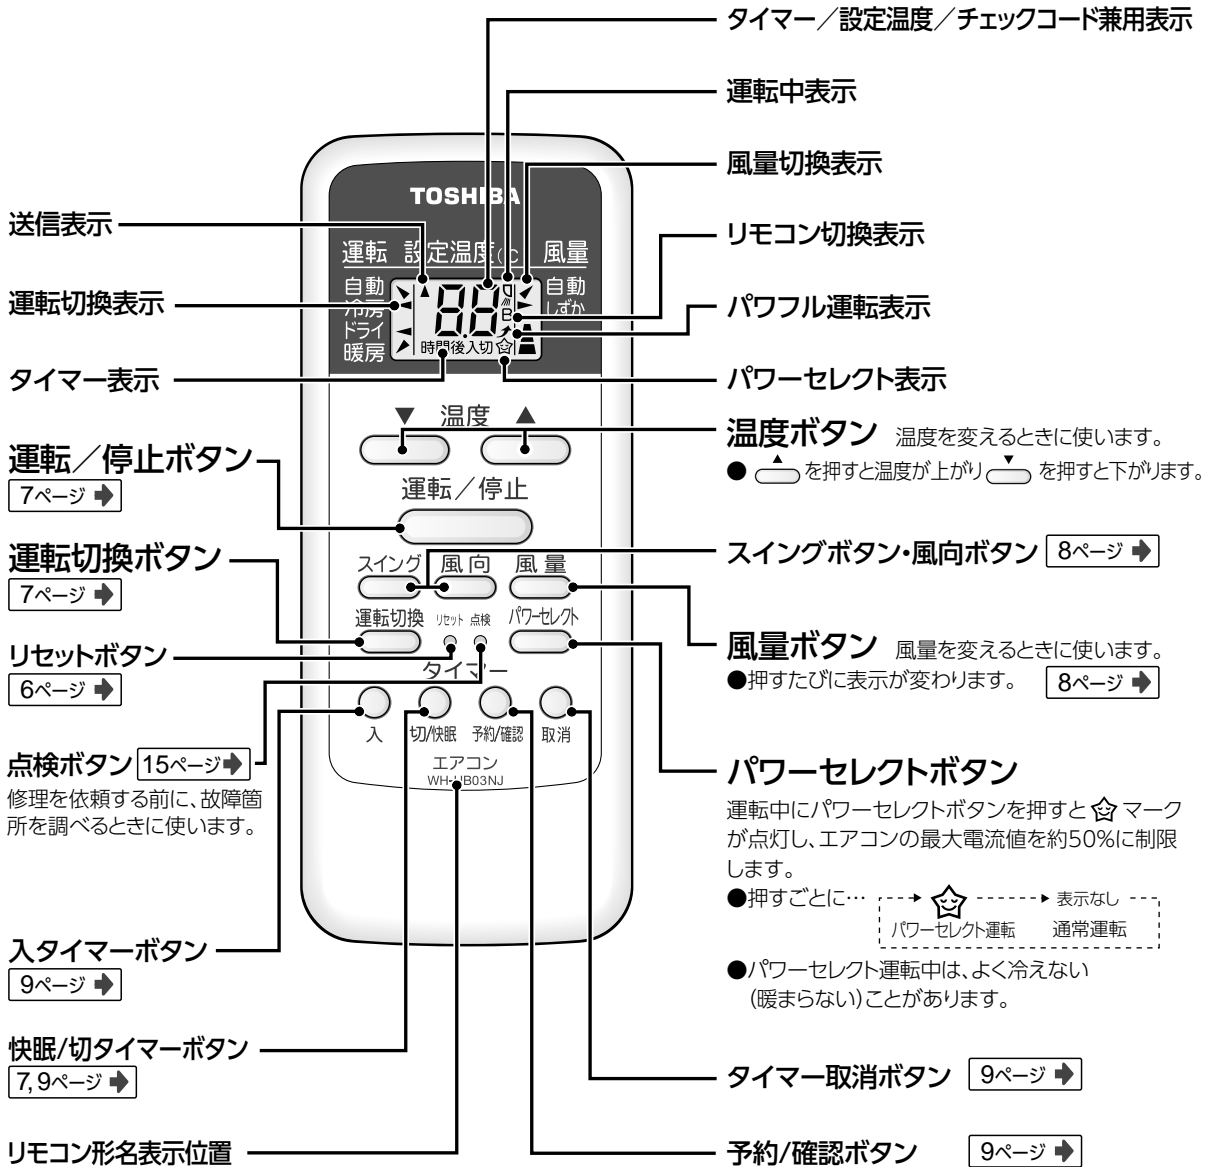 タイマー／設定温度／チェックコード兼用表示
運転中表示
風量切換表示
リモコン切換表示
パワフル運転表示
パワーセレクト表示
送信表示
運転切換表示
タイマー表示
運転／停止ボタン
7ページ
運転切換ボタン
7ページ
リセットボタン
6ページ
点検ボタン 15ページ
修理を依頼する前に、故障箇
所を調べるときに使います。
入タイマーボタン
9ページ
快眠/切タイマーボタン
7,9ページ
リモコン形名表示位置
TOSHIBA
運転 設定温度(℃) 風量
自動
冷房
ドライ
暖房
88
B
時間後入切
自動
しずか
▼ 温度 ▲
運転／停止
スイング 風向 風量
運転切換 リセット 点検 パワーセレクト
タイマー
入 切/快眠 予約/確認 取消
エアコン
WH-UB03NJ
温度ボタン 温度を変えるときに使います。
● ▲を押すと温度が上がり▼を押すと下がります。
スイングボタン・風向ボタン 8ページ
風量ボタン 風量を変えるときに使います。
●押すたびに表示が変わります。 8ページ
パワーセレクトボタン
運転中にパワーセレクトボタンを押すと マーク
が点灯し、エアコンの最大電流値を約50%に制限
します。
●押すごとに… 表示なし
パワーセレクト運転 通常運転
●パワーセレクト運転中は、よく冷えない
(暖まらない)ことがあります。
タイマー取消ボタン 9ページ
予約/確認ボタン 9ページ